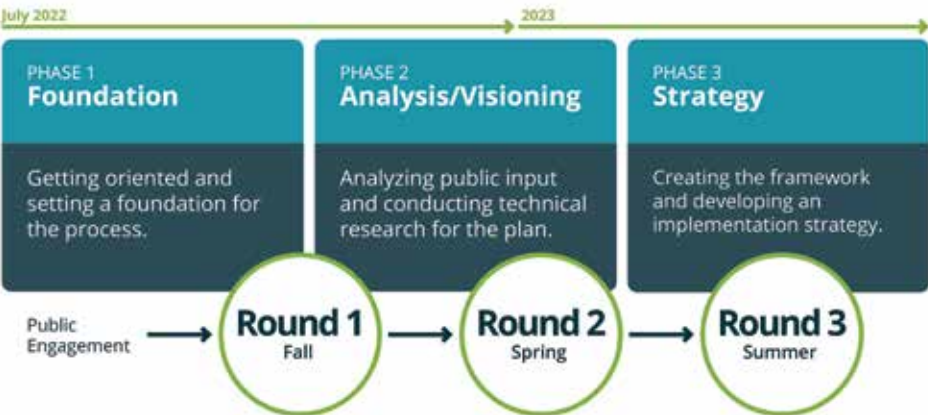 July 2022
2023
PHASE 1
Foundation
Getting oriented and
setting a foundation for
the process.
PHASE 2
Analysis/Visioning
Analyzing public input
and conducting technical
research for the plan.
PHASE 3
Strategy
Creating the framework
and developing an
implementation strategy.
Public
Engagement
Round 1
Fall
Round 2
Spring
Round 3
Summer